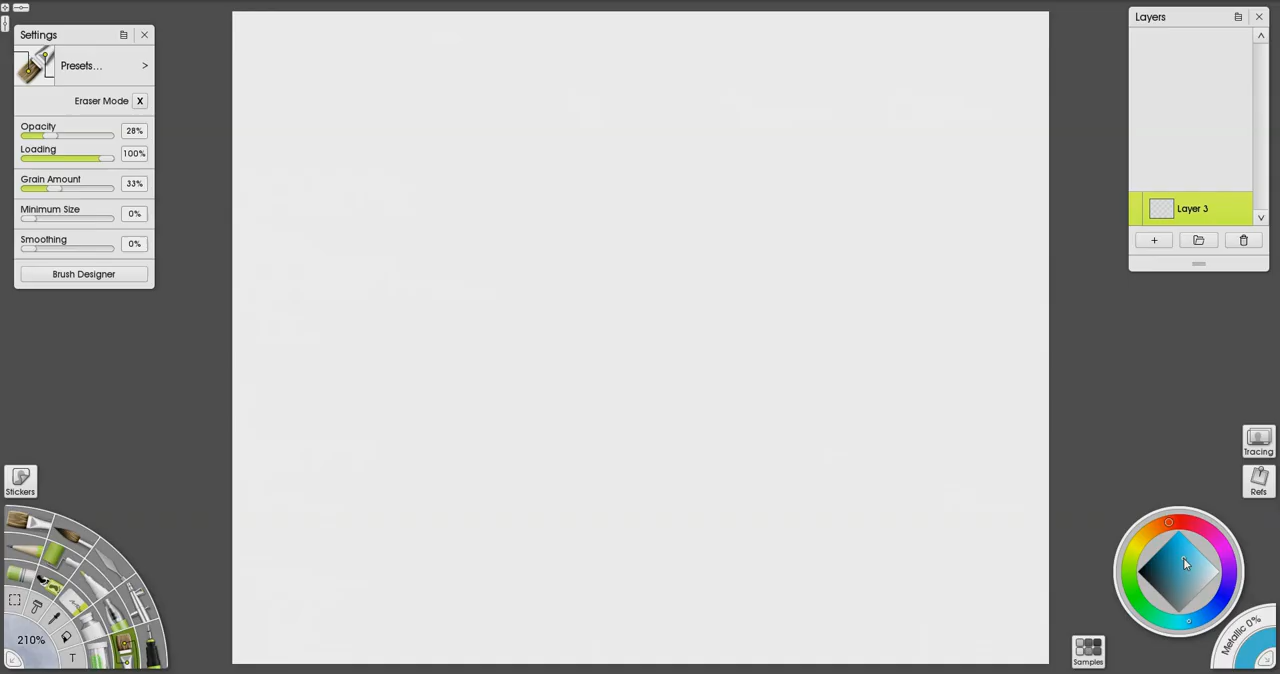 Settings
Presets... >
Eraser Mode X
Opacity 28%
Loading 100%
Grain Amount 33%
Minimum Size 0%
Smoothing 0%
Brush Designer
Stickers
210%
T
Layers
Layer 3
+
Tracing
Refs
Samples
Metallic 0%